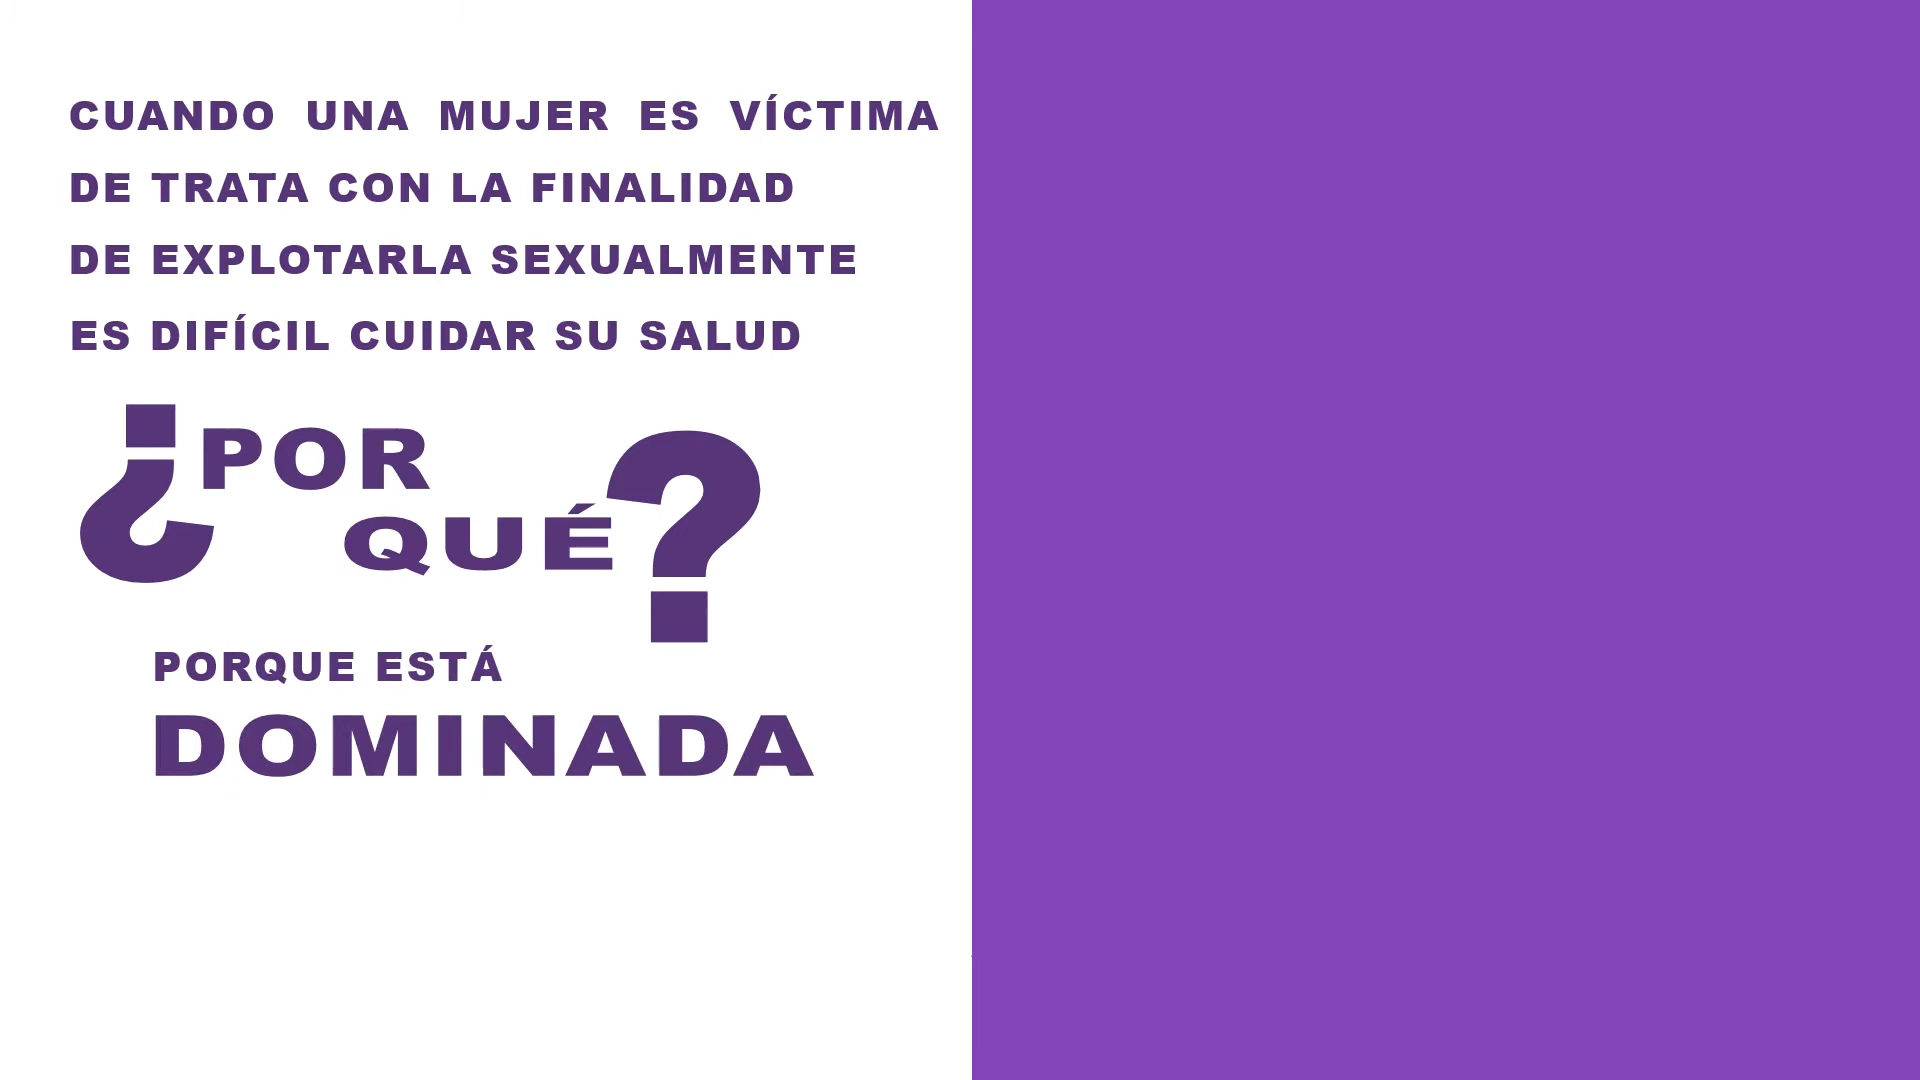 CUANDO UNA MUJER ES VÍCTIMA
DE TRATA CON LA FINALIDAD
DE EXPLOTARLA SEXUALMENTE
ES DIFÍCIL CUIDAR SU SALUD
¿POR
QUÉ?
PORQUE ESTÁ
DOMINADA